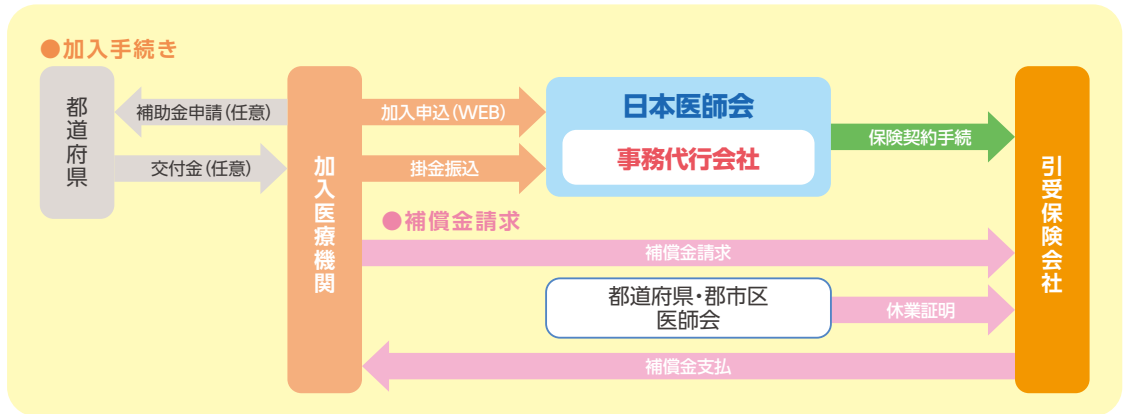 ●加入手続き
都道府県
補助金申請(任意)
交付金(任意)
加入医療機関
加入申込(WEB)
掛金振込
日本医師会
事務代行会社
保険契約手続
引受保険会社
●補償金請求
補償金請求
都道府県・郡市区
医師会
休業証明
補償金支払